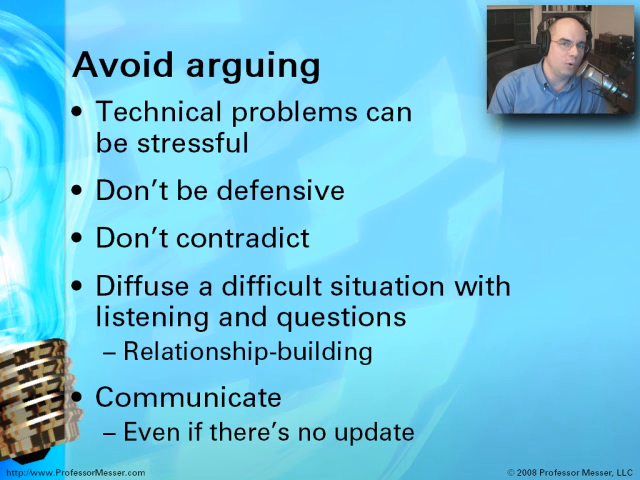 Avoid arguing
• Technical problems can
be stressful
• Don't be defensive
• Don't contradict
• Diffuse a difficult situation with
listening and questions
– Relationship-building
• Communicate
– Even if there's no update
http://www.ProfessorMesser.com
© 2008 Professor Messer, LLC